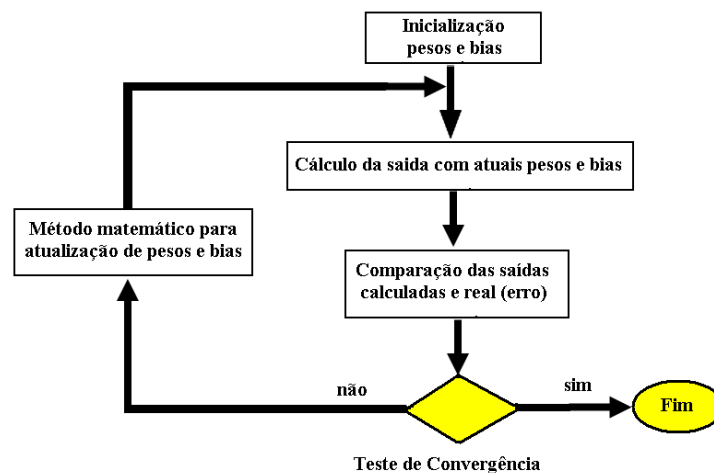 Inicialização
pesos e bias
Cálculo da saida com atuais pesos e bias
Método matemático para
atualização de pesos e bias
Comparação das saídas
calculadas e real (erro)
não
sim
Fim
Teste de Convergência